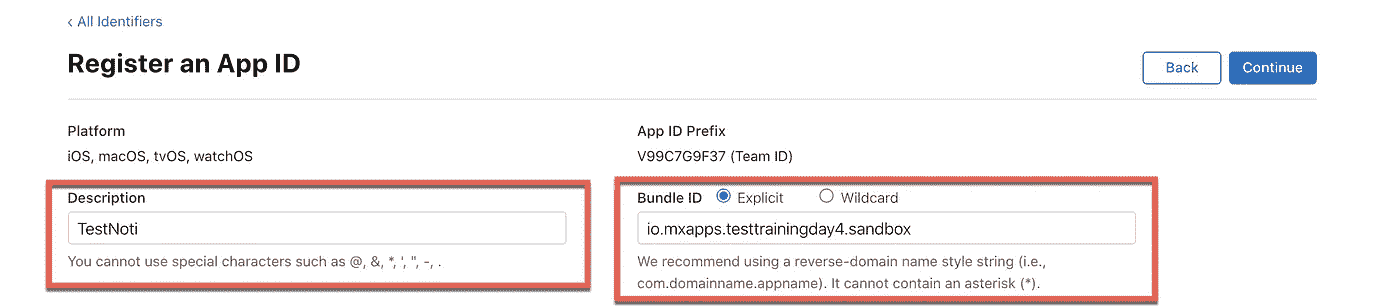 ‹ All Identifiers
Register an App ID
Back
Continue
Platform
iOS, macOS, tvOS, watchOS
App ID Prefix
V99C7G9F37 (Team ID)
Description
TestNoti
You cannot use special characters such as @, &, *, ', ", -, .
Bundle ID Explicit Wildcard
io.mxapps.testtrainingday4.sandbox
We recommend using a reverse-domain name style string (i.e.,
com.domainname.appname). It cannot contain an asterisk (*).